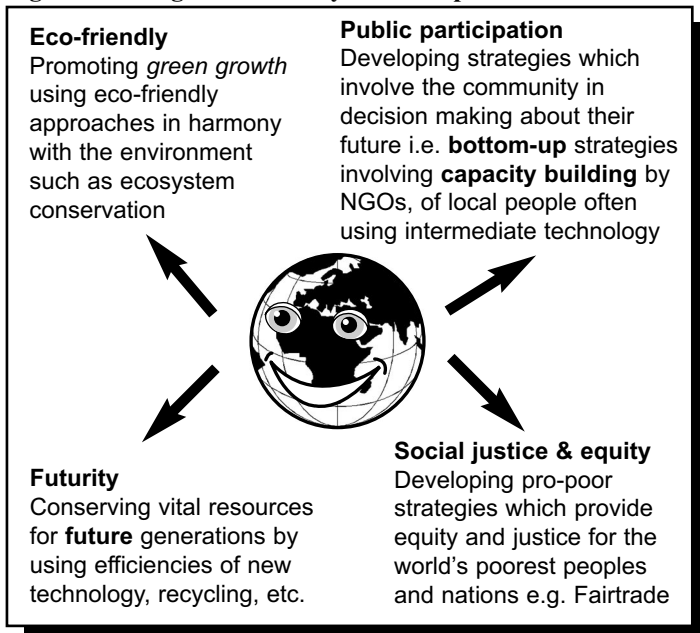 Eco-friendly
Promoting green growth
using eco-friendly
approaches in harmony
with the environment
such as ecosystem
conservation
Public participation
Developing strategies which
involve the community in
decision making about their
future i.e. bottom-up strategies
involving capacity building by
NGOs, of local people often
using intermediate technology
Futurity
Conserving vital resources
for future generations by
using efficiencies of new
technology, recycling, etc.
Social justice & equity
Developing pro-poor
strategies which provide
equity and justice for the
world's poorest peoples
and nations e.g. Fairtrade